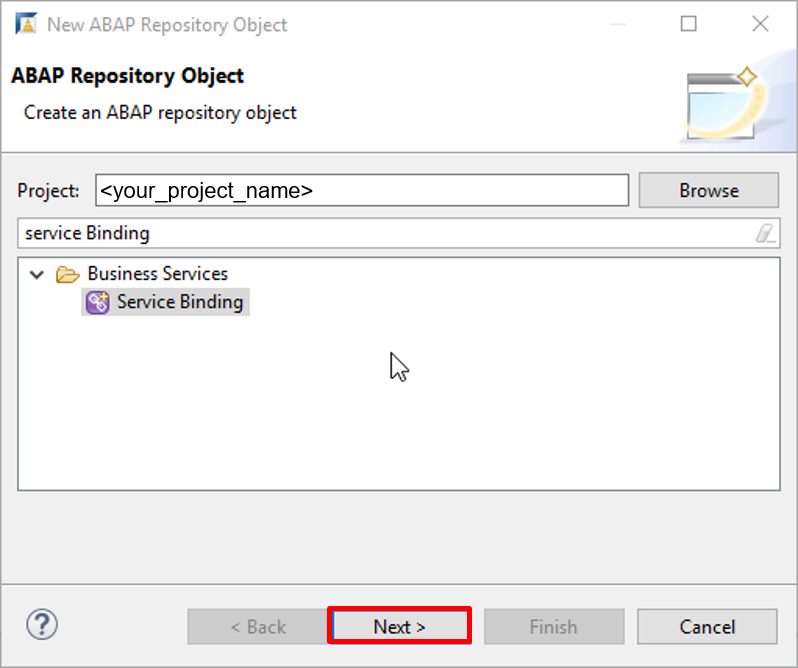 New ABAP Repository Object
ABAP Repository Object
Create an ABAP repository object
Project: <your_project_name> Browse
service Binding
Business Services
Service Binding
? < Back Next > Finish Cancel